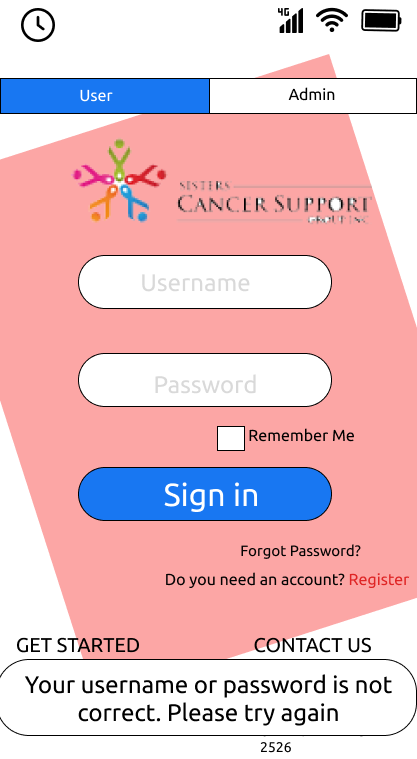 4G
User
Admin
SISTERS
CANCER SUPPORT
GROUP INC
Username
Password
Remember Me
Sign in
Forgot Password?
Do you need an account? Register
GET STARTED
CONTACT US
Your username or password is not
correct. Please try again
2526